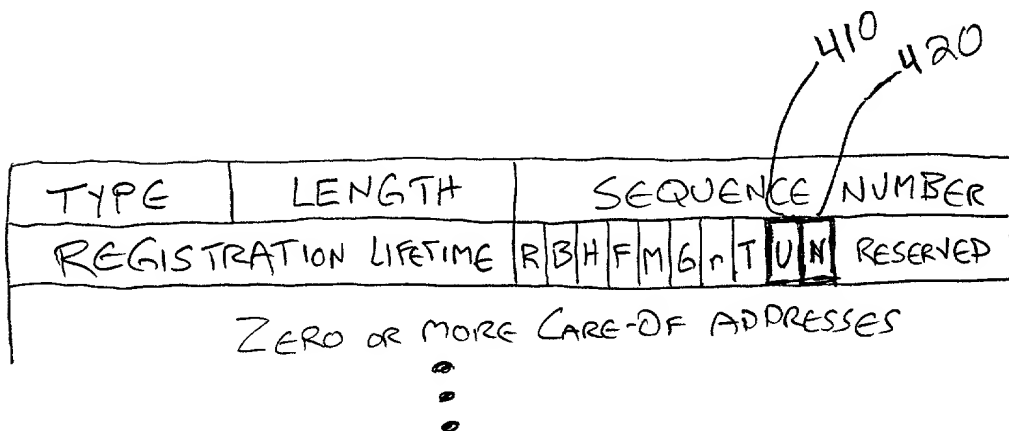 410 420
TYPE LENGTH SEQUENCE NUMBER
REGISTRATION LIFETIME R B H F M G r T U N RESERVED
ZERO OR MORE CARE-OF ADDRESSES